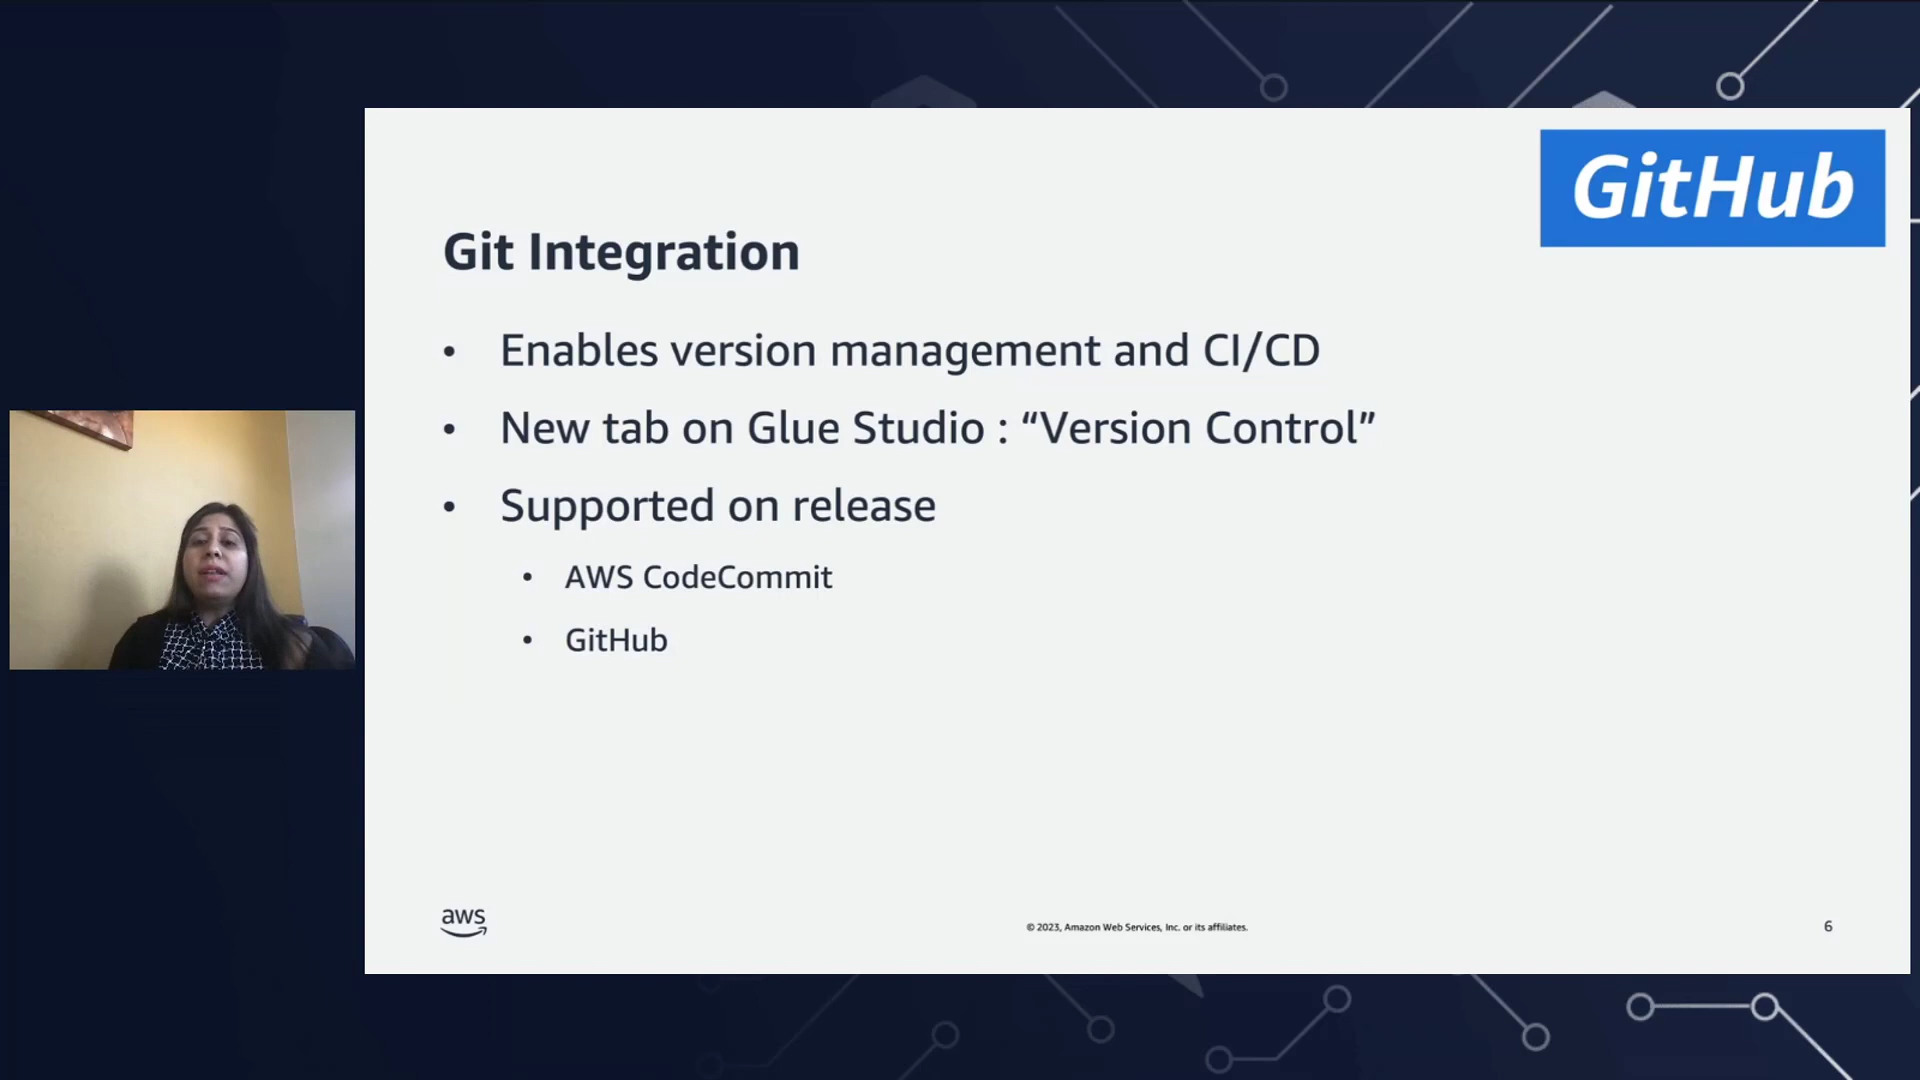 GitHub
Git Integration
• Enables version management and CI/CD
• New tab on Glue Studio : “Version Control”
• Supported on release
• AWS CodeCommit
• GitHub
aws
© 2023, Amazon Web Services, Inc. or its affiliates.
6